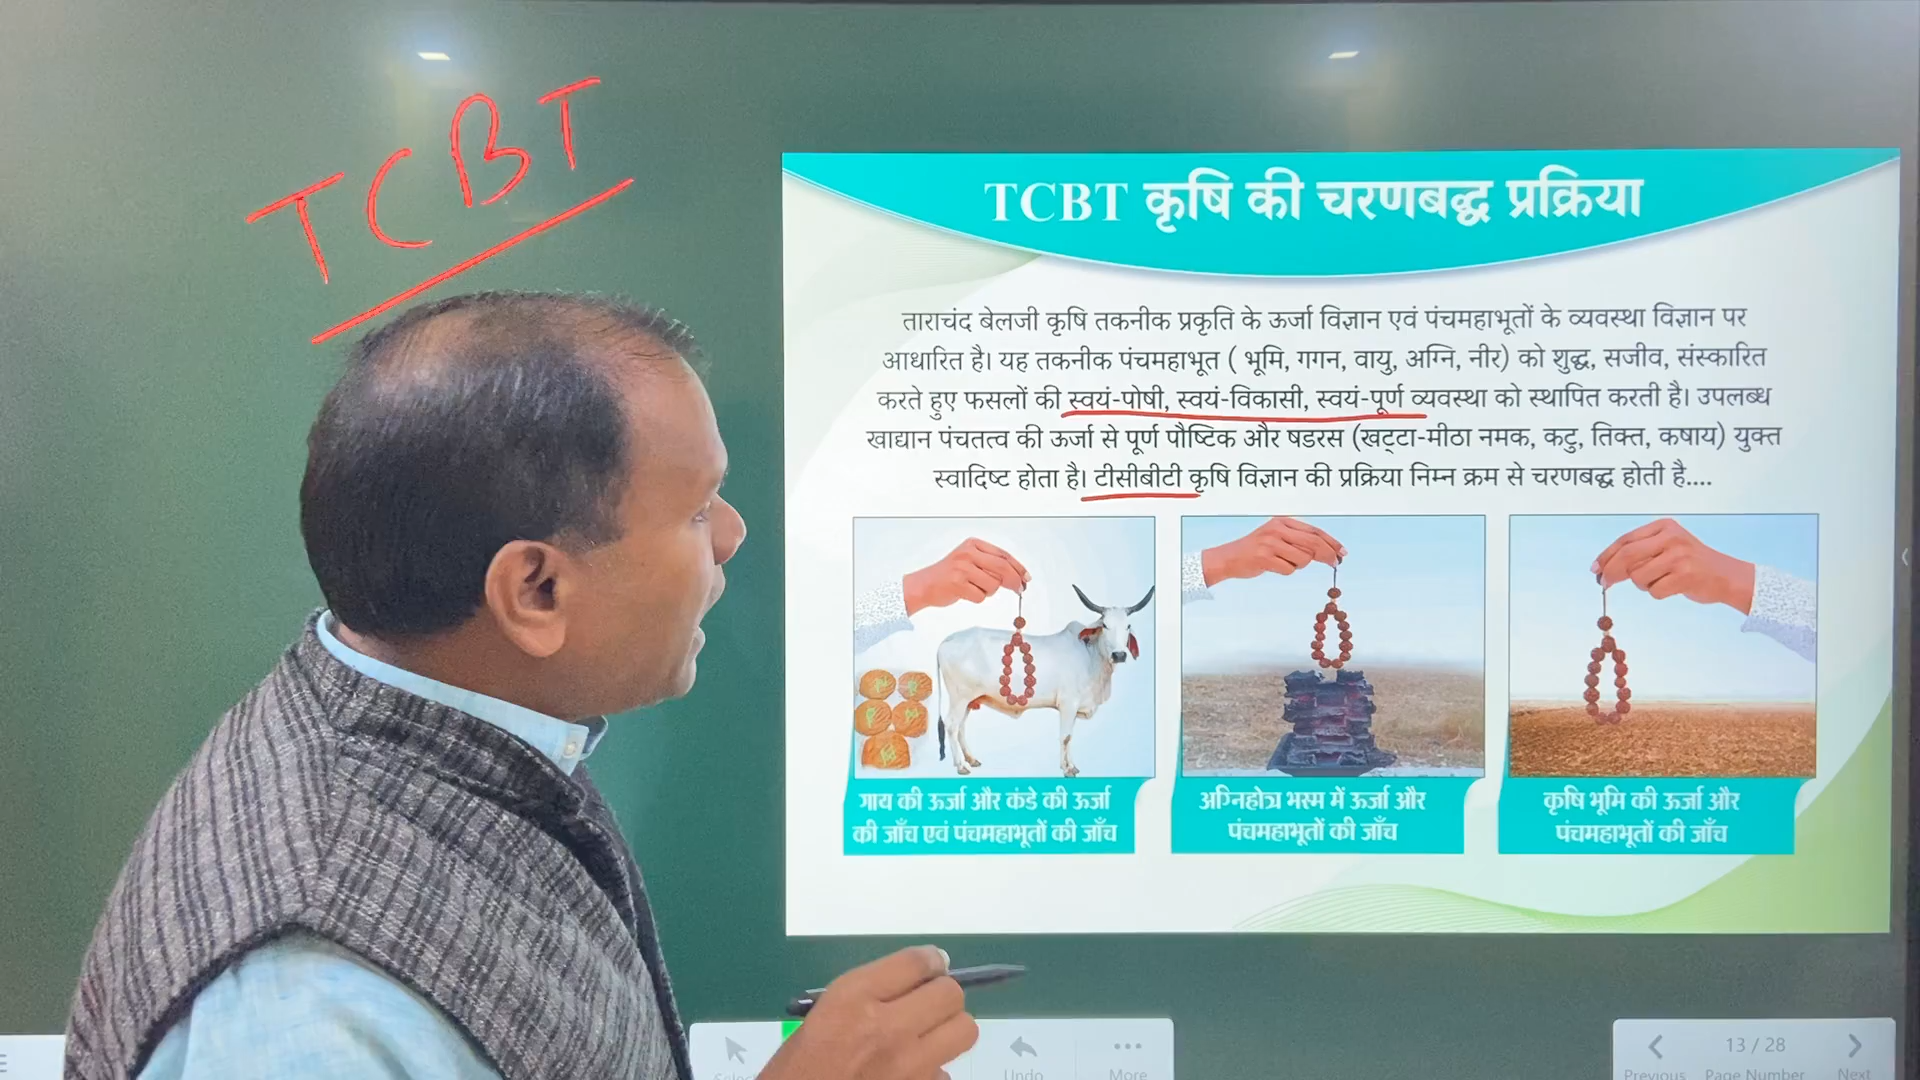 TCBT
TCBT कृषि की चरणबद्ध प्रक्रिया
ताराचंद बेलजी कृषि तकनीक प्रकृति के ऊर्जा विज्ञान एवं पंचमहाभूतों के व्यवस्था विज्ञान पर
आधारित है। यह तकनीक पंचमहाभूत ( भूमि, गगन, वायु, अग्नि, नीर) को शुद्ध, सजीव, संस्कारित
करते हुए फसलों की स्वयं-पोषी, स्वयं-विकासी, स्वयं-पूर्ण व्यवस्था को स्थापित करती है। उपलब्ध
खाद्यान पंचतत्व की ऊर्जा से पूर्ण पौष्टिक और षडरस (खट्टा-मीठा नमक, कटु, तिक्त, कषाय) युक्त
स्वादिष्ट होता है। टीसीबीटी कृषि विज्ञान की प्रक्रिया निम्न क्रम से चरणबद्ध होती है....
गाय की ऊर्जा और कंडे की ऊर्जा
की जाँच एवं पंचमहाभूतों की जाँच
अग्निहोत्र भस्म में ऊर्जा और
पंचमहाभूतों की जाँच
कृषि भूमि की ऊर्जा और
पंचमहाभूतों की जाँच
13 / 28
Undo
More
Previous
Page Number
Next